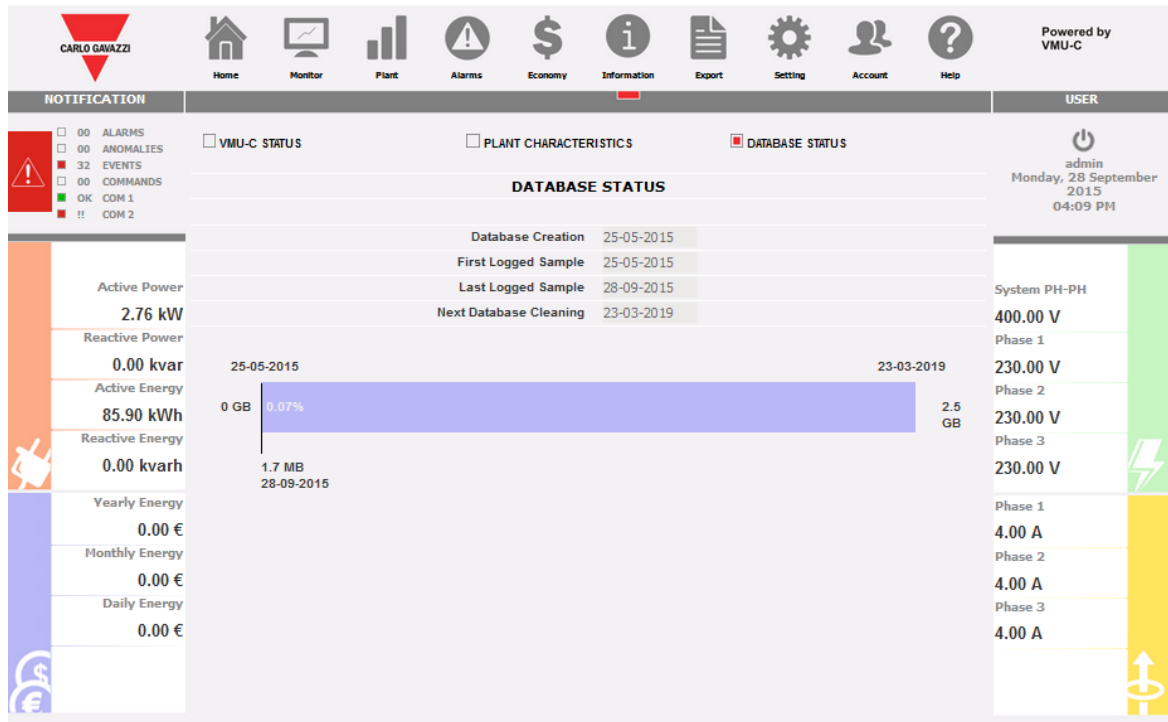 CARLO GAVAZZI
Home Monitor Plant Alarms Economy Information Export Setting Account Help
Powered by
VMU-C
NOTIFICATION
USER
00 ALARMS
00 ANOMALIES
32 EVENTS
00 COMMANDS
OK COM 1
!! COM 2
VMU-C STATUS PLANT CHARACTERISTICS DATABASE STATUS
admin
Monday, 28 September
2015
04:09 PM
DATABASE STATUS
Database Creation 25-05-2015
First Logged Sample 25-05-2015
Last Logged Sample 28-09-2015
Next Database Cleaning 23-03-2019
25-05-2015 23-03-2019
0 GB 0.07% 2.5
GB
1.7 MB
28-09-2015
Active Power
2.76 kW
Reactive Power
0.00 kvar
Active Energy
85.90 kWh
Reactive Energy
0.00 kvarh
Yearly Energy
0.00 €
Monthly Energy
0.00 €
Daily Energy
0.00 €
System PH-PH
400.00 V
Phase 1
230.00 V
Phase 2
230.00 V
Phase 3
230.00 V
Phase 1
4.00 A
Phase 2
4.00 A
Phase 3
4.00 A